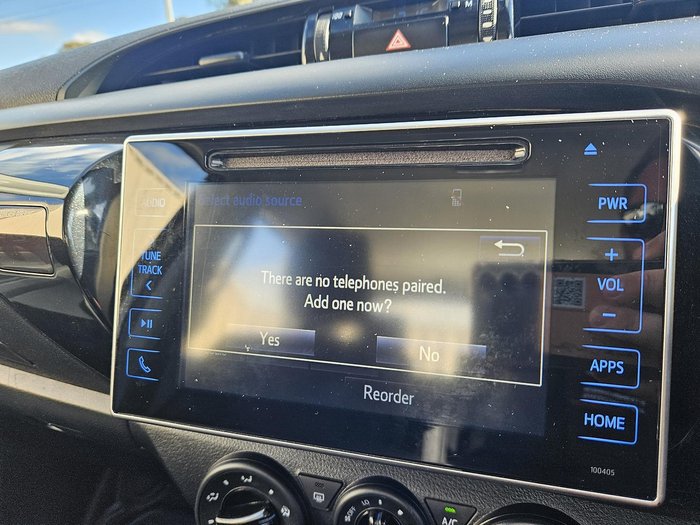 AUDIO
Select audio source
PWR
TUNE
TRACK
<
There are no telephones paired.
Add one now?
+
VOL
−
Yes
No
APPS
Reorder
HOME
100405
A/C